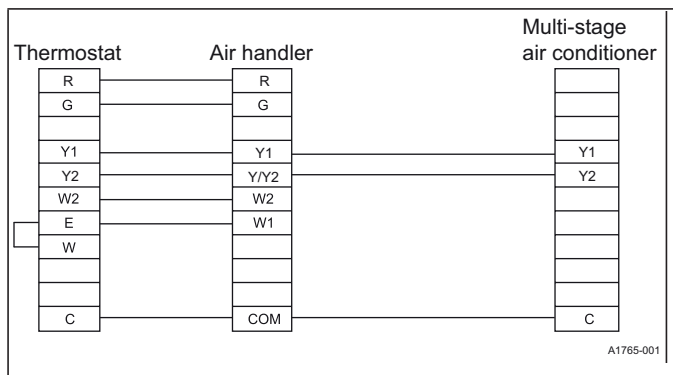 Multi-stage
Thermostat Air handler air conditioner
R R
G G
Y1 Y1 Y1
Y2 Y/Y2 Y2
W2 W2
E W1
W
C COM C
A1765-001